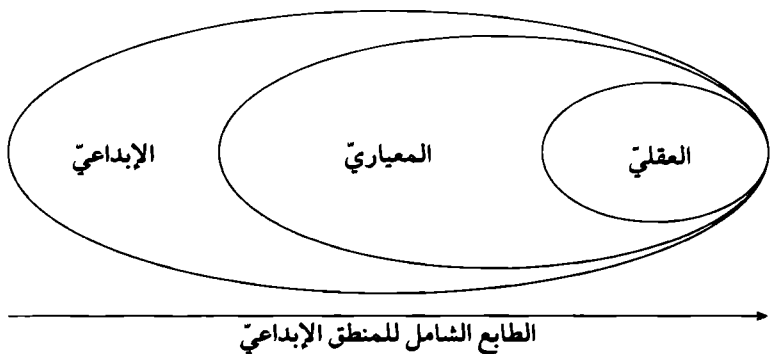 العقليّ
المعياريّ
الإبداعيّ
الطابع الشامل للمنطق الإبداعيّ